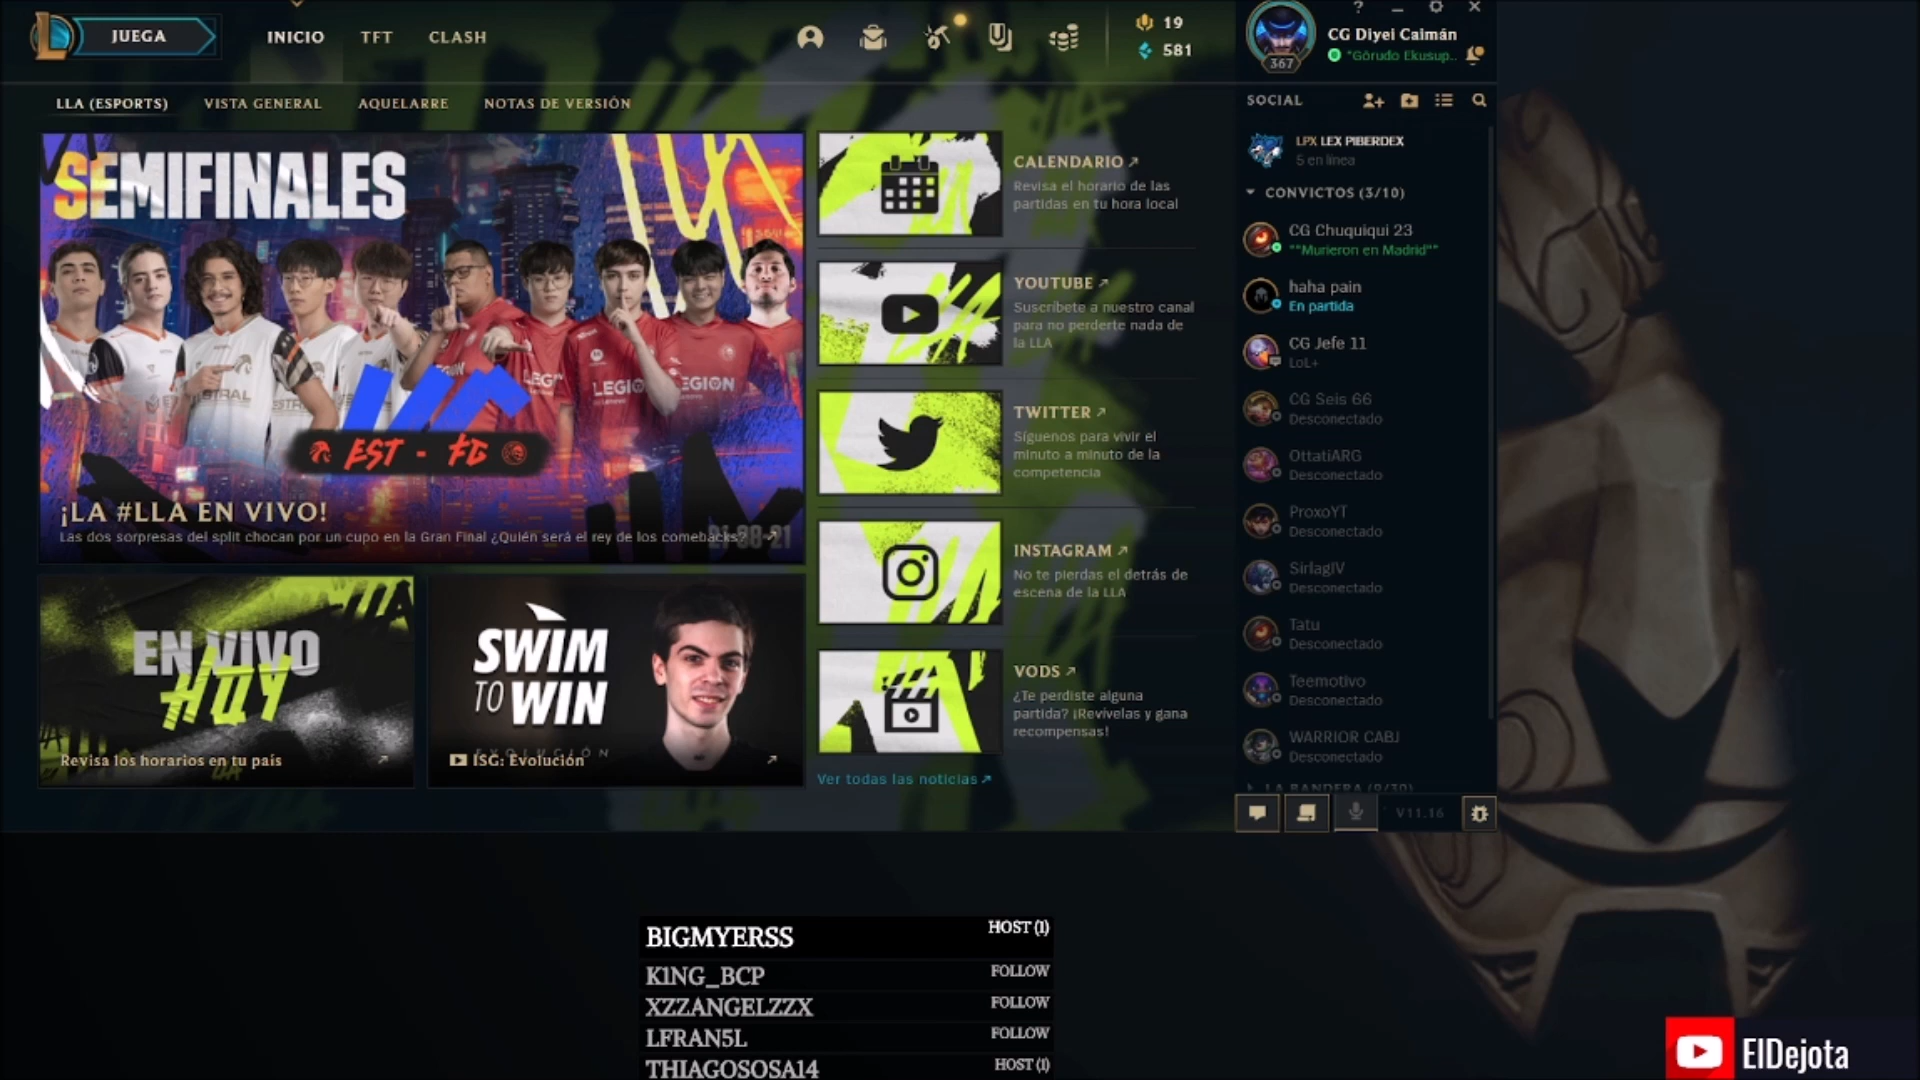 JUEGA
INICIO
TFT
CLASH
19
581
367
CG Diyei Caimán
"Górudo Ekusup..
LLA (ESPORTS)
VISTA GENERAL
AQUELARRE
NOTAS DE VERSIÓN
SEMIFINALES
EST - FG
¡LA #LLA EN VIVO!
Las dos sorpresas del split chocan por un cupo en la Gran Final ¿Quién será el rey de los comebacks?
EN VIVO
HOY
Revisa los horarios en tu país
SWIM
TO WIN
EVOLUCIÓN
ISG: Evolución
CALENDARIO
Revisa el horario de las
partidas en tu hora local
YOUTUBE
Suscríbete a nuestro canal
para no perderte nada de
la LLA
TWITTER
Síguenos para vivir el
minuto a minuto de la
competencia
INSTAGRAM
No te pierdas el detrás de
escena de la LLA
VODS
¿Te perdiste alguna
partida? ¡Revívelas y gana
recompensas!
Ver todas las noticias
SOCIAL
LPX LEX PIBERDEX
5 en línea
CONVICTOS (3/10)
CG Chuquiqui 23
""Murieron en Madrid""
haha pain
En partida
CG Jefe 11
LoL+
CG Seis 66
Desconectado
OttatiARG
Desconectado
ProxoYT
Desconectado
SirlagIV
Desconectado
Tatu
Desconectado
Teemotivo
Desconectado
WARRIOR CABJ
Desconectado
V11.16
BIGMYERSS HOST (1)
K1NG_BCP FOLLOW
XZZANGELZZX FOLLOW
LFRAN5L FOLLOW
THIAGOSOSA14 HOST (1)
ElDejota